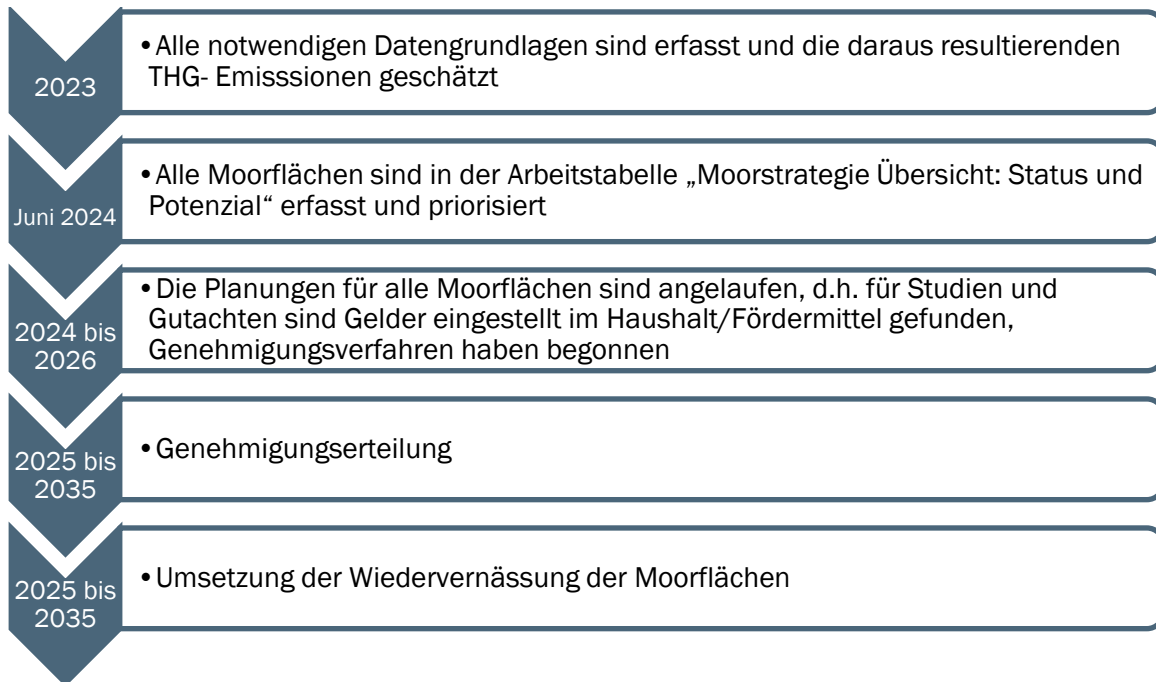 2023
•Alle notwendigen Datengrundlagen sind erfasst und die daraus resultierenden
THG- Emisssionen geschätzt
Juni 2024
•Alle Moorflächen sind in der Arbeitstabelle „Moorstrategie Übersicht: Status und
Potenzial“ erfasst und priorisiert
2024 bis
2026
•Die Planungen für alle Moorflächen sind angelaufen, d.h. für Studien und
Gutachten sind Gelder eingestellt im Haushalt/Fördermittel gefunden,
Genehmigungsverfahren haben begonnen
2025 bis
2035
•Genehmigungserteilung
2025 bis
2035
•Umsetzung der Wiedervernässung der Moorflächen